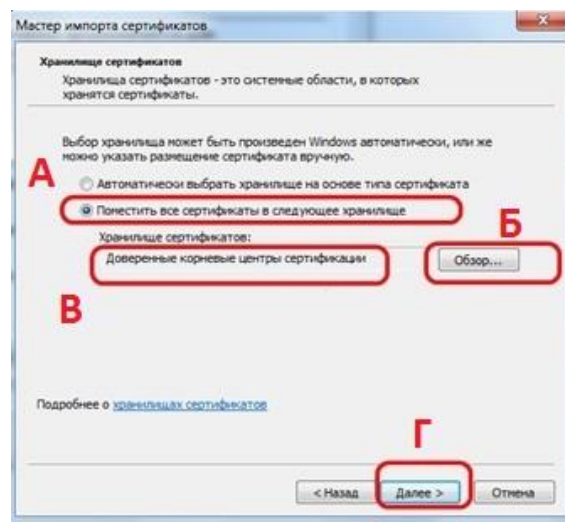 Мастер импорта сертификатов
Хранилище сертификатов
Хранилища сертификатов - это системные области, в которых
хранятся сертификаты.
Выбор хранилища может быть произведен Windows автоматически, или же
можно указать размещение сертификата вручную.
А
Автоматически выбрать хранилище на основе типа сертификата
Поместить все сертификаты в следующее хранилище
Б
Хранилище сертификатов:
Доверенные корневые центры сертификации
Обзор...
В
Подробнее о хранилищах сертификатов
Г
< Назад
Далее >
Отмена